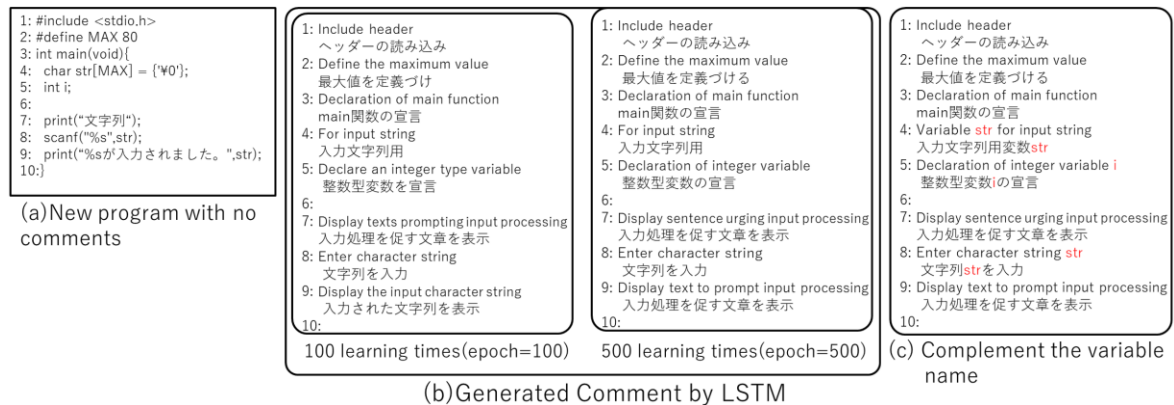 1: #include <stdio.h>
2: #define MAX 80
3: int main(void){
4: char str[MAX] = {'¥0'};
5: int i;
6:
7: print("文字列");
8: scanf("%s",str);
9: print("%sが入力されました。",str);
10:}
(a)New program with no
comments
1: Include header
ヘッダーの読み込み
2: Define the maximum value
最大値を定義づけ
3: Declaration of main function
main関数の宣言
4: For input string
入力文字列用
5: Declare an integer type variable
整数型変数を宣言
6:
7: Display texts prompting input processing
入力処理を促す文章を表示
8: Enter character string
文字列を入力
9: Display the input character string
入力された文字列を表示
10:
100 learning times(epoch=100)
1: Include header
ヘッダーの読み込み
2: Define the maximum value
最大値を定義づける
3: Declaration of main function
main関数の宣言
4: For input string
入力文字列用
5: Declaration of integer variable
整数型変数の宣言
6:
7: Display sentence urging input processing
入力処理を促す文章を表示
8: Enter character string
文字列を入力
9: Display text to prompt input processing
入力処理を促す文章を表示
10:
500 learning times(epoch=500)
(b)Generated Comment by LSTM
1: Include header
ヘッダーの読み込み
2: Define the maximum value
最大値を定義づける
3: Declaration of main function
main関数の宣言
4: Variable str for input string
入力文字列用変数str
5: Declaration of integer variable i
整数型変数iの宣言
6:
7: Display sentence urging input processing
入力処理を促す文章を表示
8: Enter character string str
文字列strを入力
9: Display text to prompt input processing
入力処理を促す文章を表示
10:
(c) Complement the variable
name